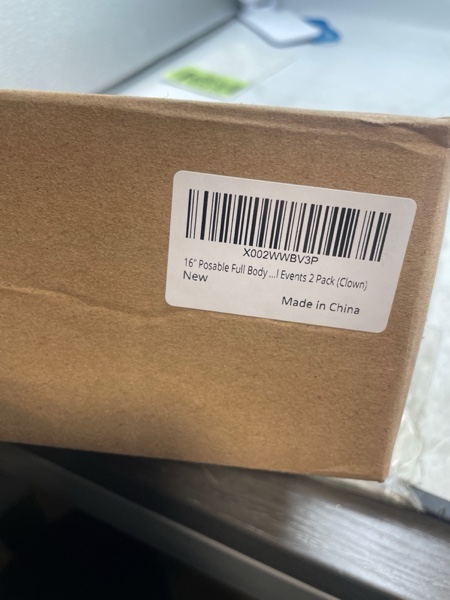 X002WWBV3P
16" Posable Full Body ...l Events 2 Pack (Clown)
New
Made in China